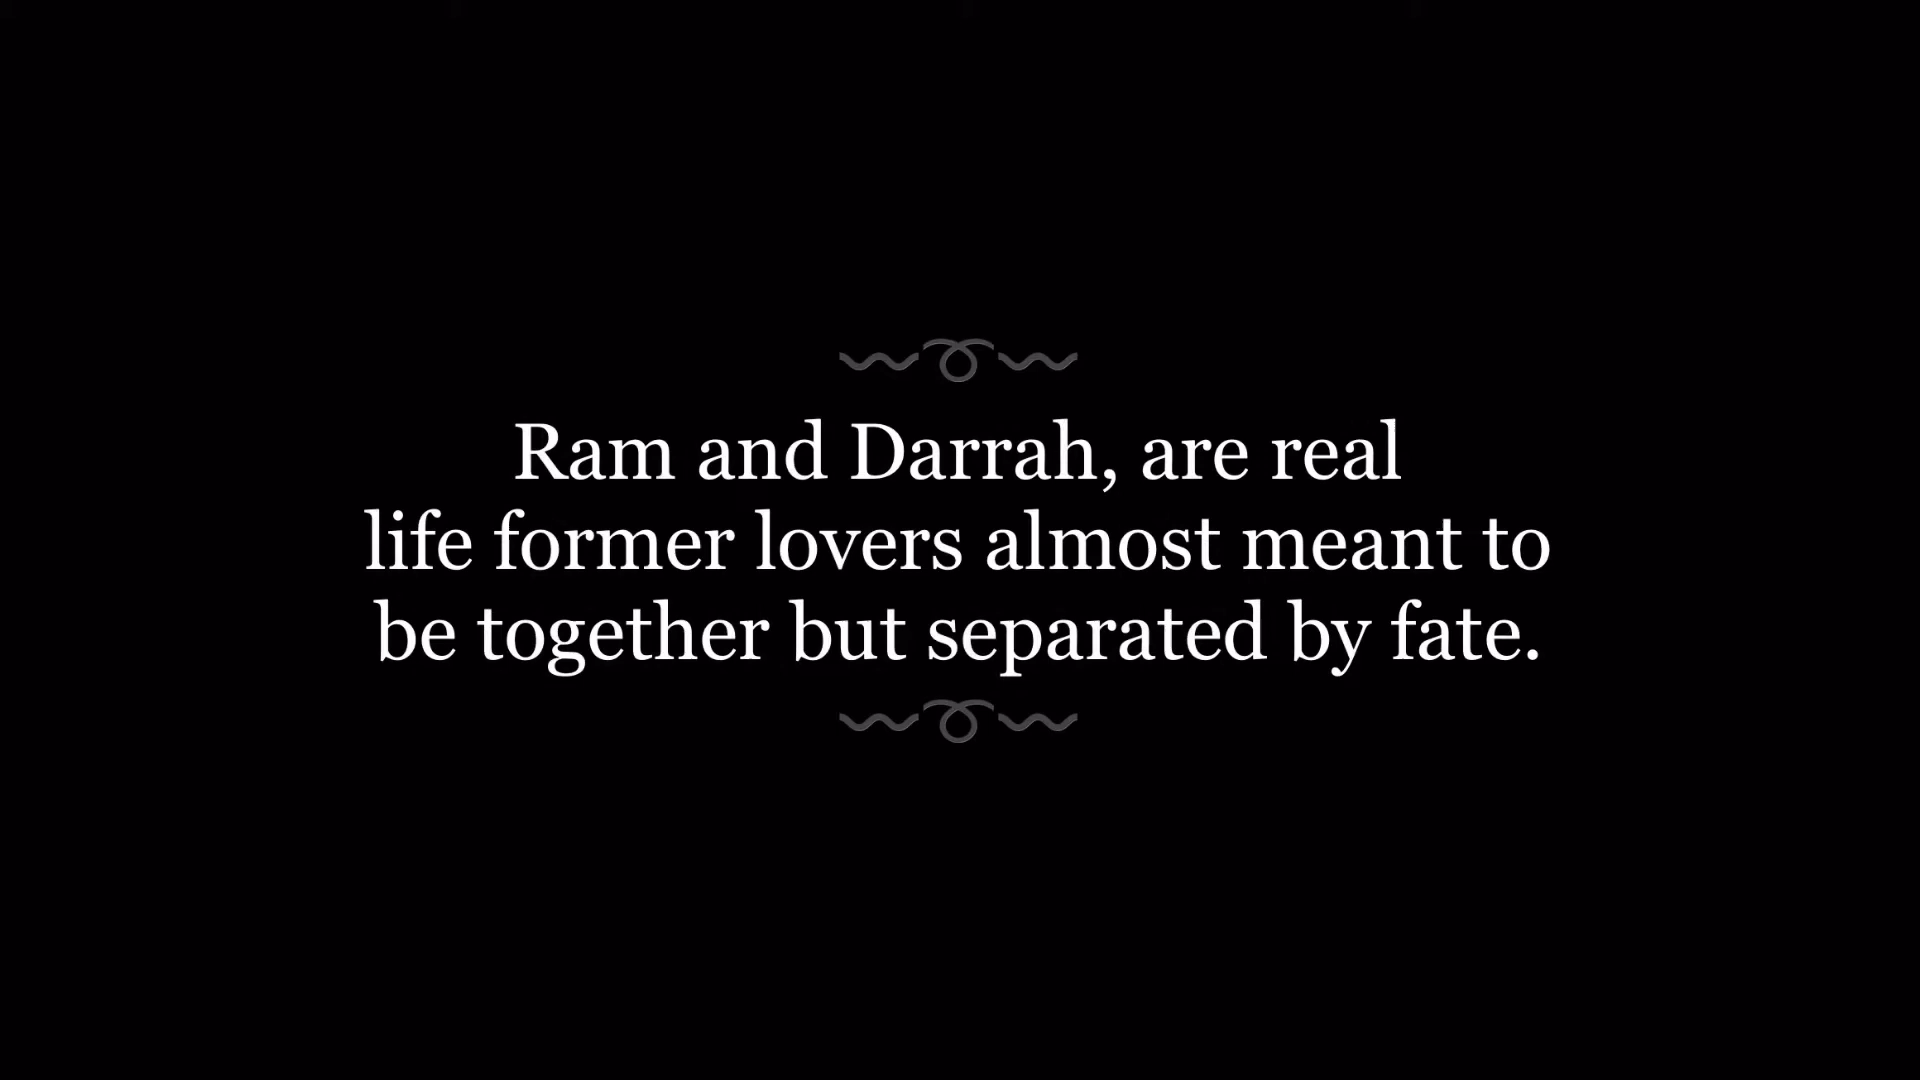 Ram and Darrah, are real
life former lovers almost meant to
be together but separated by fate.